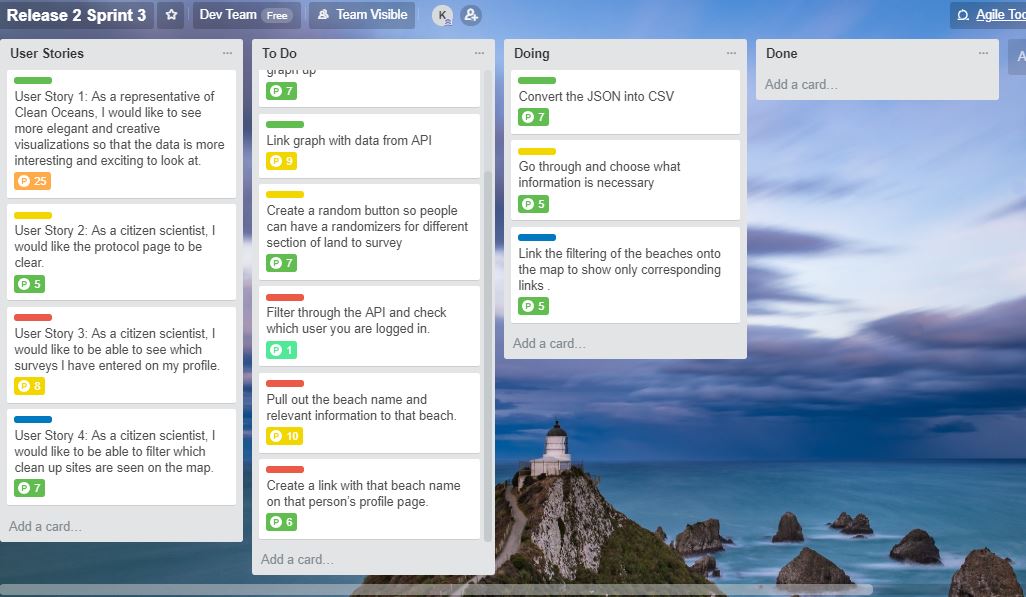 Release 2 Sprint 3
Dev Team Free
Team Visible
K
Agile Too
User Stories
User Story 1: As a representative of
Clean Oceans, I would like to see
more elegant and creative
visualizations so that the data is more
interesting and exciting to look at.
P 25
User Story 2: As a citizen scientist, I
would like the protocol page to be
clear.
P 5
User Story 3: As a citizen scientist, I
would like to be able to see which
surveys I have entered on my profile.
P 8
User Story 4: As a citizen scientist, I
would like to be able to filter which
clean up sites are seen on the map.
P 7
Add a card…
To Do
graph up
P 7
Link graph with data from API
P 9
Create a random button so people
can have a randomizers for different
section of land to survey
P 7
Filter through the API and check
which user you are logged in.
P 1
Pull out the beach name and
relevant information to that beach.
P 10
Create a link with that beach name
on that person's profile page.
P 6
Add a card…
Doing
Convert the JSON into CSV
P 7
Go through and choose what
information is necessary
P 5
Link the filtering of the beaches onto
the map to show only corresponding
links .
P 5
Add a card…
Done
Add a card…
A